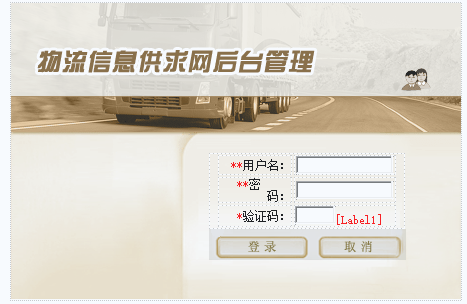 物流信息供求网后台管理
**用户名：
**密
码：
*验证码： [Label1]
登 录 取 消